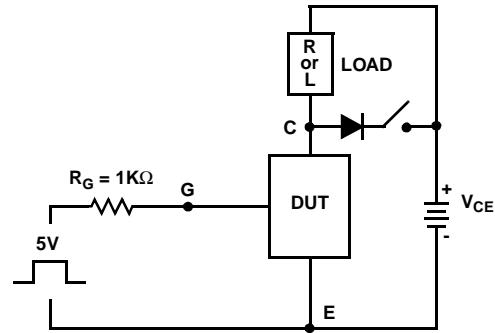 R
or
L
LOAD
C
R_G = 1KΩ
G
DUT
+
V_CE
-
5V
E